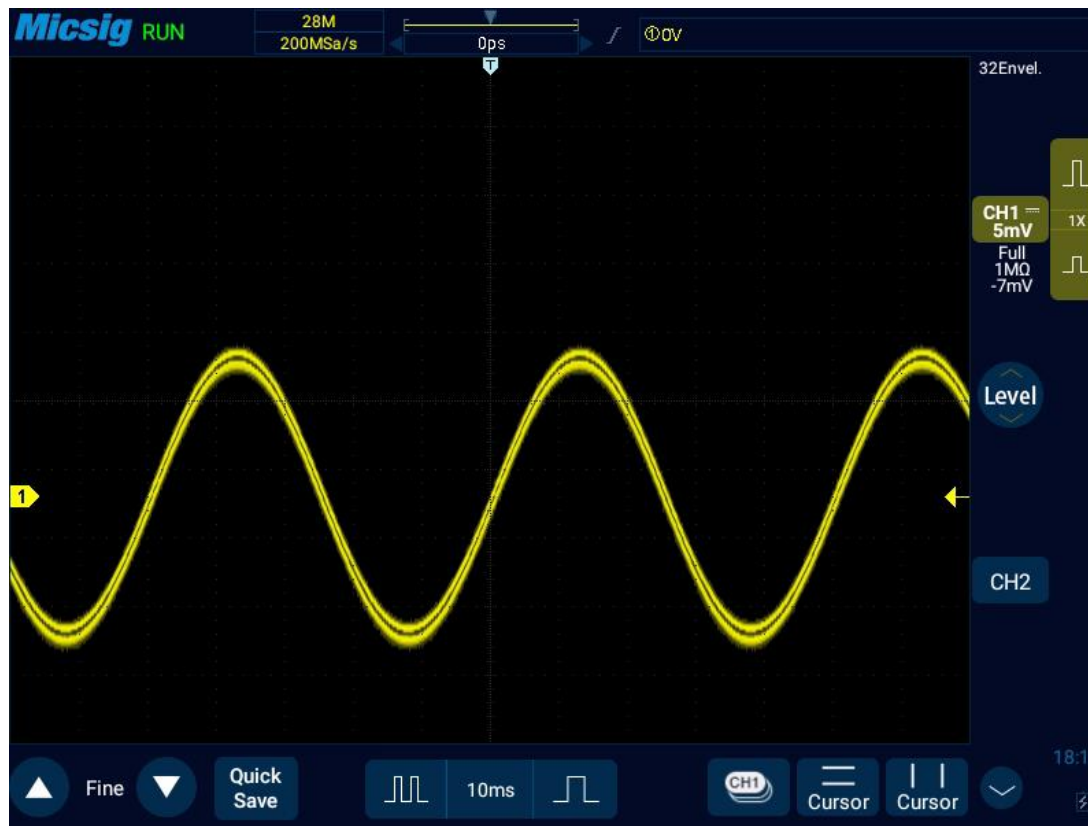 Micsig RUN
28M
200MSa/s
0ps
①0V
T
32Envel.
CH1
5mV
1X
Full
1MΩ
-7mV
Level
1
CH2
Fine
Quick
Save
10ms
CH1
Cursor
Cursor